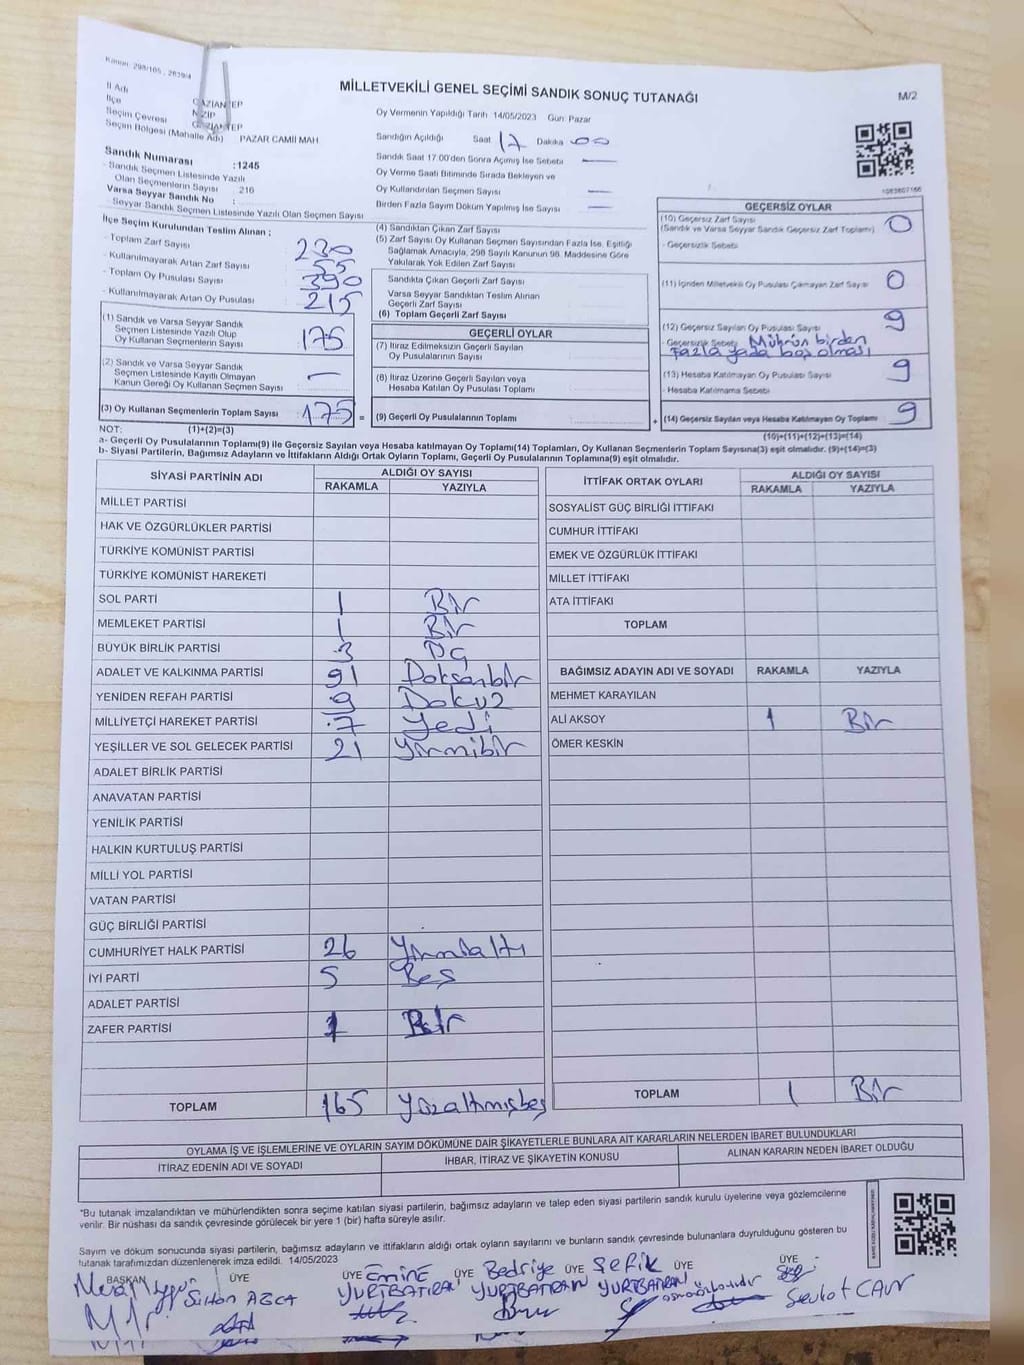 Kanun: 298/105, 2839/4
MİLLETVEKİLİ GENEL SEÇİMİ SANDIK SONUÇ TUTANAĞI
M/2
İl Adı GAZİANTEP
İlçe NİZİP
Seçim Çevresi GAZİANTEP
Seçim Bölgesi (Mahalle Adı) PAZAR CAMİİ MAH
Oy Vermenin Yapıldığı Tarih 14/05/2023 Gün: Pazar
Sandığın Açıldığı Saat 17 Dakika 00
Sandık Saat 17.00'den Sonra Açımış İse Sebebi —
Oy Verme Saati Bitiminde Sırada Bekleyen ve
Oy Kullandırılan Seçmen Sayısı —
Birden Fazla Sayım Döküm Yapılmış İse Sayısı —
Sandık Numarası :1245
- Sandık Seçmen Listesinde Yazılı
Olan Seçmenlerin Sayısı : 216
Varsa Seyyar Sandık No :
- Seyyar Sandık Seçmen Listesinde Yazılı Olan Seçmen Sayısı
İlçe Seçim Kurulundan Teslim Alınan ;
- Toplam Zarf Sayısı : 230
- Kullanılmayarak Artan Zarf Sayısı : 55
- Toplam Oy Pusulası Sayısı : 390
- Kullanılmayarak Artan Oy Pusulası : 215
(1) Sandık ve Varsa Seyyar Sandık
Seçmen Listesinde Yazılı Olup
Oy Kullanan Seçmenlerin Sayısı : 175
(2) Sandık ve Varsa Seyyar Sandık
Seçmen Listesinde Kayıtlı Olmayan
Kanun Gereği Oy Kullanan Seçmen Sayısı : —
(3) Oy Kullanan Seçmenlerin Toplam Sayısı : 175 =
(4) Sandıktan Çıkan Zarf Sayısı
(5) Zarf Sayısı Oy Kullanan Seçmen Sayısından Fazla İse, Eşitliği
Sağlamak Amacıyla, 298 Sayılı Kanunun 98. Maddesine Göre
Yakılarak Yok Edilen Zarf Sayısı
Sandıkta Çıkan Geçerli Zarf Sayısı
Varsa Seyyar Sandıktan Teslim Alınan
Geçerli Zarf Sayısı
(6) Toplam Geçerli Zarf Sayısı
GEÇERLİ OYLAR
(7) İtiraz Edilmeksizin Geçerli Sayılan
Oy Pusulalarının Sayısı
(8) İtiraz Üzerine Geçerli Sayılan veya
Hesaba Katılan Oy Pusulası Toplamı
(9) Geçerli Oy Pusulalarının Toplamı +
1083607166
GEÇERSİZ OYLAR
(10) Geçersiz Zarf Sayısı
(Sandık ve Varsa Seyyar Sandık Geçersiz Zarf Toplamı) 0
- Geçersizlik Sebebi
(11) İçinden Milletvekili Oy Pusulası Çıkmayan Zarf Sayısı 0
(12) Geçersiz Sayılan Oy Pusulası Sayısı 9
- Geçersizlik Sebebi Mührün birden
fazla yada boş olması
(13) Hesaba Katılmayan Oy Pusulası Sayısı 9
- Hesaba Katılmama Sebebi
(14) Geçersiz Sayılan veya Hesaba Katılmayan Oy Toplamı 9
NOT: (1)+(2)=(3)
(10)+(11)+(12)+(13)=(14)
a- Geçerli Oy Pusulalarının Toplamı(9) ile Geçersiz Sayılan veya Hesaba katılmayan Oy Toplamı(14) Toplamları, Oy Kullanan Seçmenlerin Toplam Sayısına(3) eşit olmalıdır. (9)+(14)=(3)
b- Siyasi Partilerin, Bağımsız Adayların ve İttifakların Aldığı Ortak Oyların Toplamı, Geçerli Oy Pusulalarının Toplamına(9) eşit olmalıdır.
SİYASİ PARTİNİN ADI ALDIĞI OY SAYISI
RAKAMLA YAZIYLA
MİLLET PARTİSİ
HAK VE ÖZGÜRLÜKLER PARTİSİ
TÜRKİYE KOMÜNİST PARTİSİ
TÜRKİYE KOMÜNİST HAREKETİ
SOL PARTİ 1 Bir
MEMLEKET PARTİSİ 1 Bir
BÜYÜK BİRLİK PARTİSİ 3 Üç
ADALET VE KALKINMA PARTİSİ 91 Doksanbir
YENİDEN REFAH PARTİSİ 9 Dokuz
MİLLİYETÇİ HAREKET PARTİSİ 7 Yedi
YEŞİLLER VE SOL GELECEK PARTİSİ 21 Yirmibir
ADALET BİRLİK PARTİSİ
ANAVATAN PARTİSİ
YENİLİK PARTİSİ
HALKIN KURTULUŞ PARTİSİ
MİLLİ YOL PARTİSİ
VATAN PARTİSİ
GÜÇ BİRLİĞİ PARTİSİ
CUMHURİYET HALK PARTİSİ 26 Yirmialtı
İYİ PARTİ 5 Beş
ADALET PARTİSİ
ZAFER PARTİSİ 1 Bir
TOPLAM 165 Yüzaltmışbeş
İTTİFAK ORTAK OYLARI ALDIĞI OY SAYISI
RAKAMLA YAZIYLA
SOSYALİST GÜÇ BİRLİĞİ İTTİFAKI
CUMHUR İTTİFAKI
EMEK VE ÖZGÜRLÜK İTTİFAKI
MİLLET İTTİFAKI
ATA İTTİFAKI
TOPLAM
BAĞIMSIZ ADAYIN ADI VE SOYADI RAKAMLA YAZIYLA
MEHMET KARAYILAN
ALİ AKSOY 1 Bir
ÖMER KESKİN
TOPLAM 1 Bir
OYLAMA İŞ VE İŞLEMLERİNE VE OYLARIN SAYIM DÖKÜMÜNE DAİR ŞİKAYETLERLE BUNLARA AİT KARARLARIN NELERDEN İBARET BULUNDUKLARI
İTİRAZ EDENİN ADI VE SOYADI İHBAR, İTİRAZ VE ŞİKAYETİN KONUSU ALINAN KARARIN NEDEN İBARET OLDUĞU
"Bu tutanak imzalandıktan ve mühürlendikten sonra seçime katılan siyasi partilerin, bağımsız adayların ve talep eden siyasi partilerin sandık kurulu üyelerine veya gözlemcilerine
verilir. Bir nüshası da sandık çevresinde görülecek bir yere 1 (bir) hafta süreyle asılır.
Sayım ve döküm sonucunda siyasi partilerin, bağımsız adayların ve ittifakların aldığı ortak oyların sayılarını ve bunların sandık çevresinde bulunanlara duyrulduğunu gösteren bu
tutanak tarafımızdan düzenlenerek imza edildi. 14/05/2023
BAŞKAN ÜYE ÜYE ÜYE ÜYE ÜYE
Sultan AĞCA
Emine YURTBATIRAN
Bedriye YURTBATIRAN
Şefik YURTBATIRAN